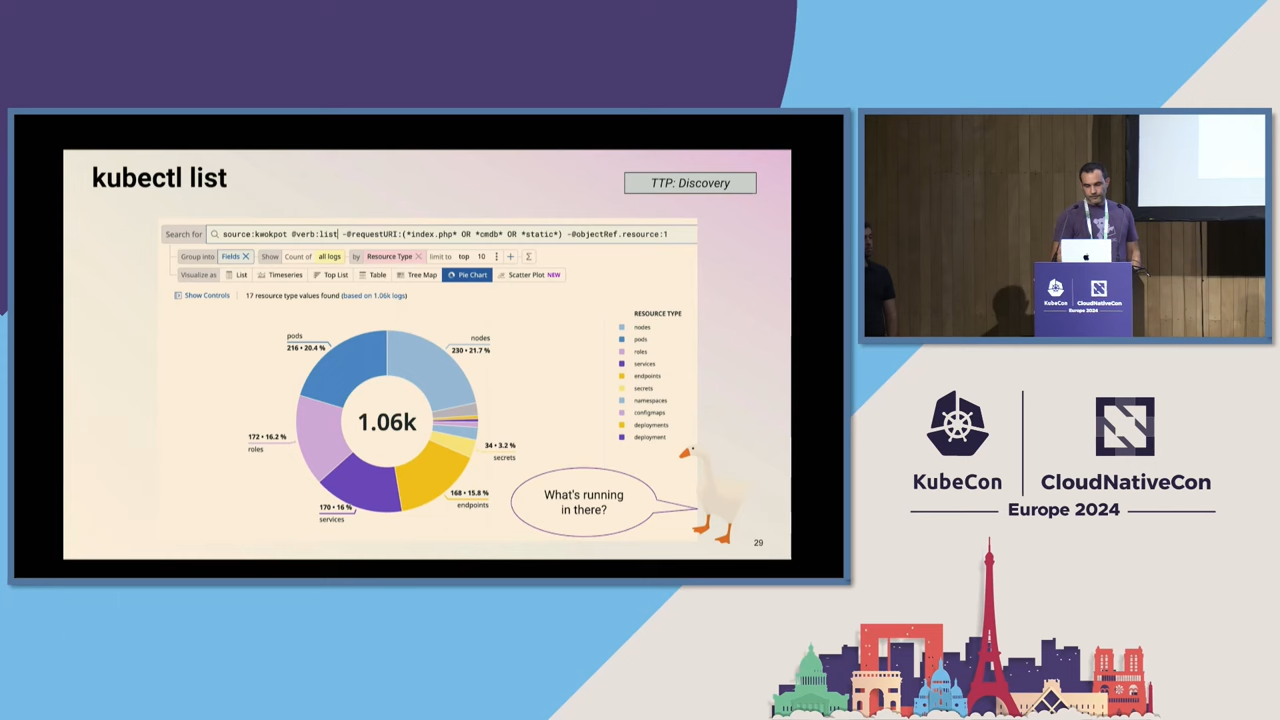 kubectl list
TTP: Discovery
Search for source:kwokpot @verb:list -@requestURI:(*index.php* OR *cmdb* OR *static*) -@objectRef.resource:1
Group into Fields X Show Count of all logs by Resource Type X limit to top 10 + Σ
Visualize as List Timeseries Top List Table Tree Map Pie Chart Scatter Plot NEW
Show Controls 17 resource type values found (based on 1.06k logs)
pods
216 • 20.4 %
nodes
230 • 21.7 %
172 • 16.2 %
roles
1.06k
34 • 3.2 %
secrets
168 • 15.8 %
endpoints
170 • 16 %
services
RESOURCE TYPE
nodes
pods
roles
services
endpoints
secrets
namespaces
configmaps
deployments
deployment
What's running
in there?
29
KubeCon CloudNativeCon
Europe 2024
KubeCon CloudNativeCon
Europe 2024